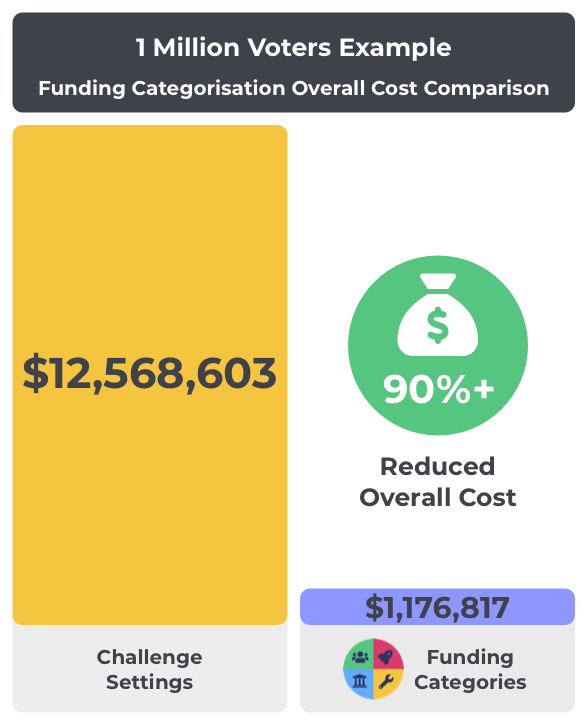 1 Million Voters Example
Funding Categorisation Overall Cost Comparison
$12,568,603
$
90%+
Reduced
Overall Cost
$1,176,817
Challenge
Settings
Funding
Categories